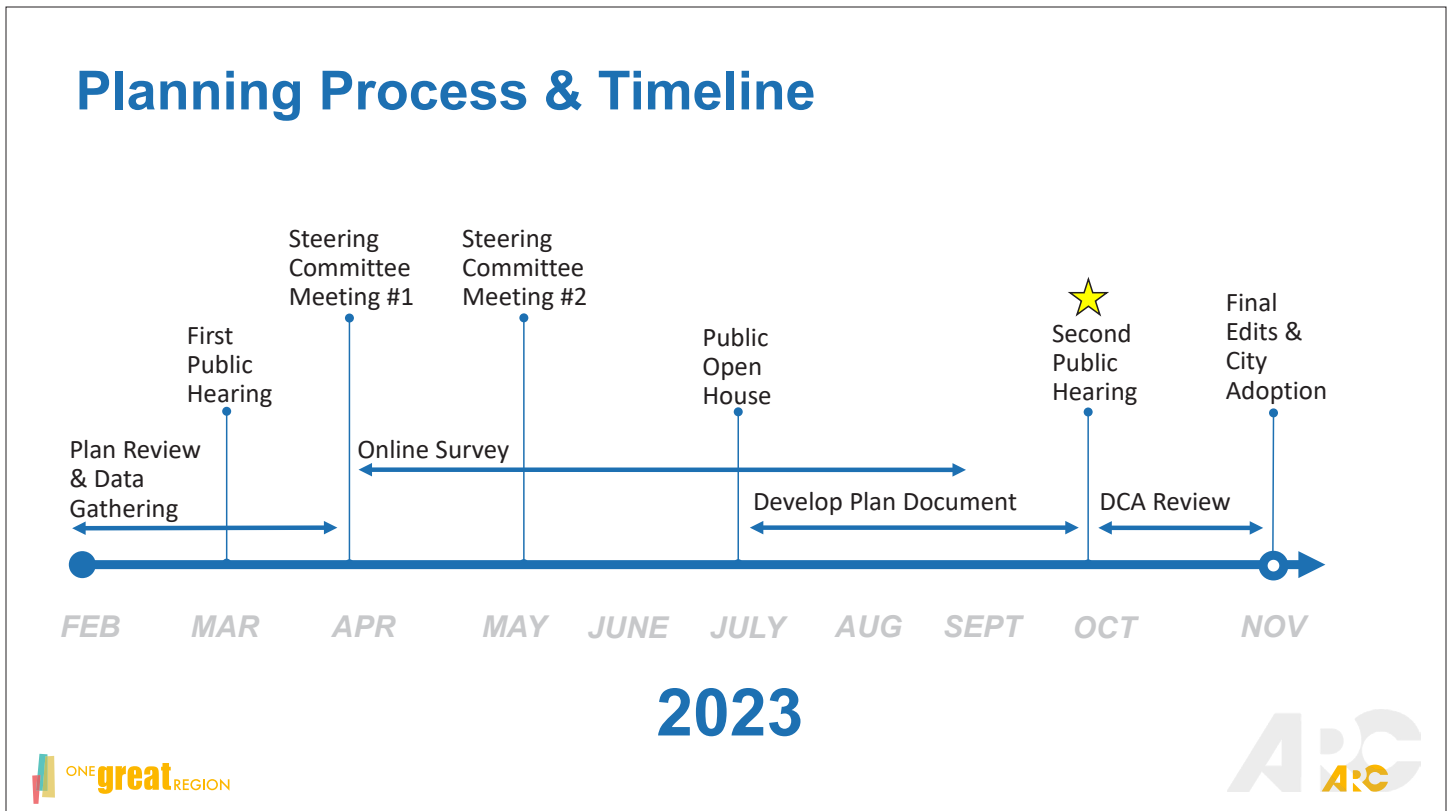 Planning Process & Timeline
Steering
Committee
Meeting #1
Steering
Committee
Meeting #2
First
Public
Hearing
Public
Open
House
Second
Public
Hearing
Final
Edits &
City
Adoption
Plan Review
& Data
Gathering
Online Survey
Develop Plan Document
DCA Review
FEB
MAR
APR
MAY
JUNE
JULY
AUG
SEPT
OCT
NOV
2023
ONE great REGION
ARC
ARC